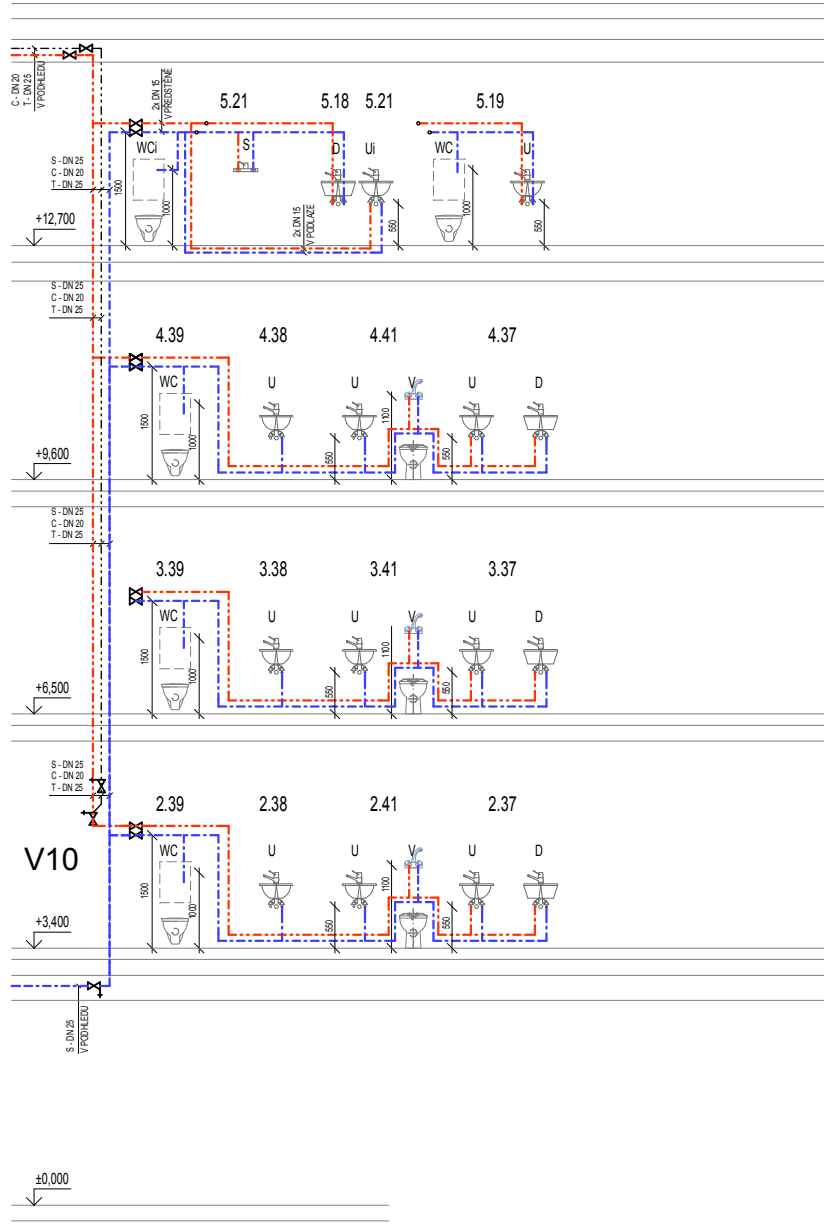 C - DN 20
T - DN 25
V PODHLEDU
2x DN 15
V PŘEDSTĚNĚ
5.21
5.18
5.21
5.19
WCi
S
D
Ui
WC
U
S - DN 25
C - DN 20
T - DN 25
1500
1000
2x DN 15
V PODLAZE
550
1000
550
+12,700
S - DN 25
C - DN 20
T - DN 25
4.39
4.38
4.41
4.37
WC
U
U
V
U
D
1500
1000
550
1100
550
+9,600
S - DN 25
C - DN 20
T - DN 25
3.39
3.38
3.41
3.37
WC
U
U
V
U
D
1500
1000
550
1100
550
+6,500
S - DN 25
C - DN 20
T - DN 25
2.39
2.38
2.41
2.37
V10
WC
U
U
V
U
D
1500
1000
550
1100
550
+3,400
S - DN 25
V PODHLEDU
±0,000